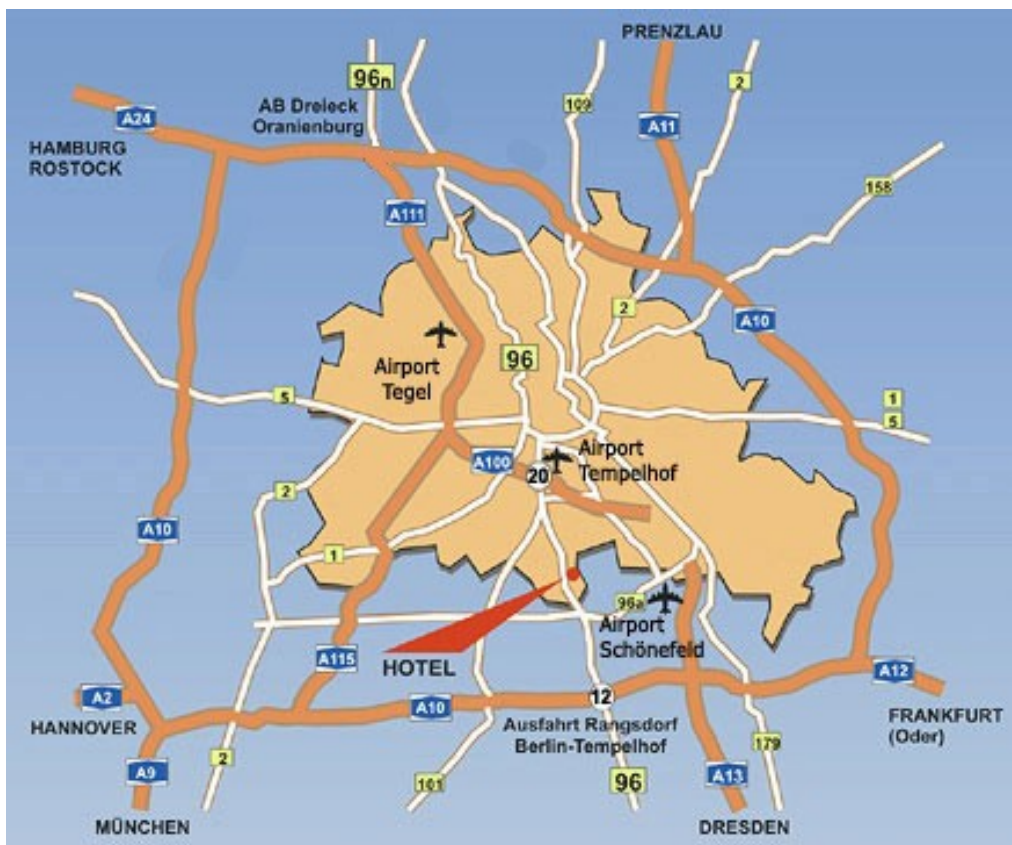 PRENZLAU
96n
2
AB Dreieck
Oranienburg
109
A24
A11
HAMBURG
ROSTOCK
158
A111
2
A10
96
Airport
Tegel
5
1
5
A100
20
Airport
Tempelhof
2
A10
1
96a
Airport
Schönefeld
A115
HOTEL
A12
A2
A10
12
HANNOVER
Ausfahrt Rangsdorf
Berlin-Tempelhof
FRANKFURT
(Oder)
2
179
A9
101
96
A13
MÜNCHEN
DRESDEN